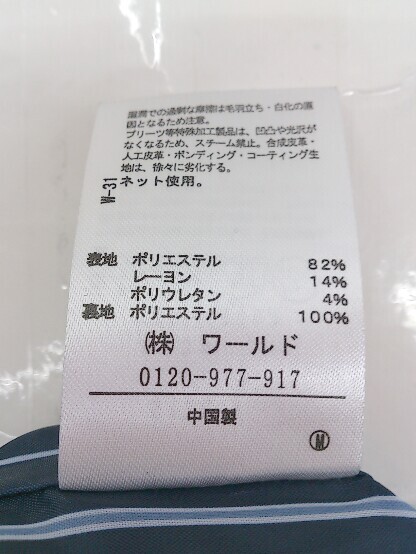 湿潤での過剰な摩擦は毛羽立ち・白化の原
因となるため注意。
プリーツ等特殊加工製品は、凹凸や光沢が
なくなるため、スチーム禁止。合成皮革・
人工皮革・ボンディング・コーティング生
地は、徐々に劣化する。
ネット使用。
W-31
表地 ポリエステル 82%
レーヨン 14%
ポリウレタン 4%
裏地 ポリエステル 100%
(株) ワールド
0120-977-917
中国製
M